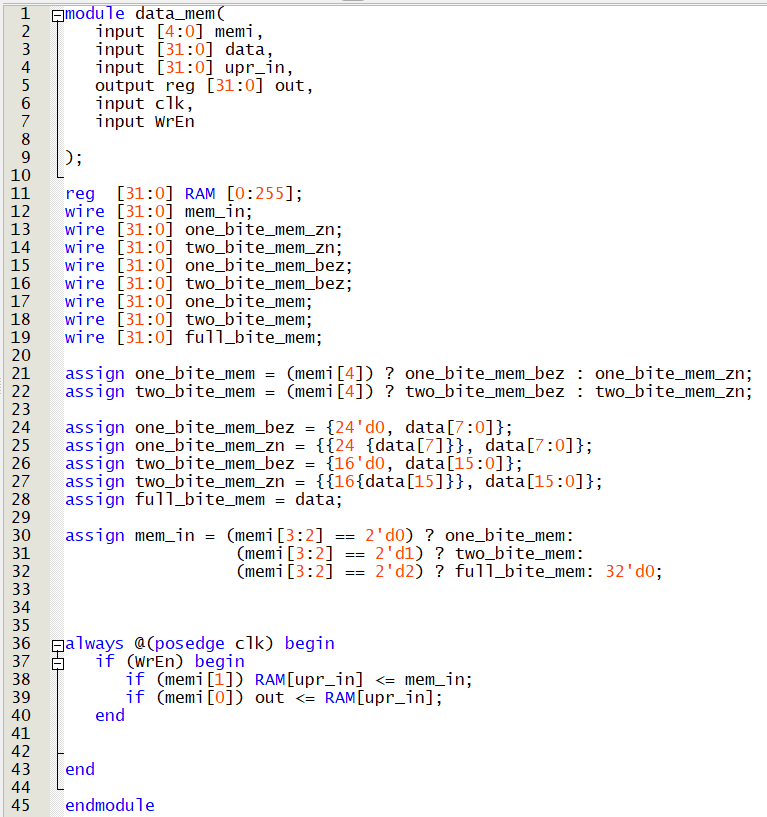 1 module data_mem(
2 input [4:0] memi,
3 input [31:0] data,
4 input [31:0] upr_in,
5 output reg [31:0] out,
6 input clk,
7 input WrEn
8
9 );
10
11 reg [31:0] RAM [0:255];
12 wire [31:0] mem_in;
13 wire [31:0] one_bite_mem_zn;
14 wire [31:0] two_bite_mem_zn;
15 wire [31:0] one_bite_mem_bez;
16 wire [31:0] two_bite_mem_bez;
17 wire [31:0] one_bite_mem;
18 wire [31:0] two_bite_mem;
19 wire [31:0] full_bite_mem;
20
21 assign one_bite_mem = (memi[4]) ? one_bite_mem_bez : one_bite_mem_zn;
22 assign two_bite_mem = (memi[4]) ? two_bite_mem_bez : two_bite_mem_zn;
23
24 assign one_bite_mem_bez = {24'd0, data[7:0]};
25 assign one_bite_mem_zn = {{24 {data[7]}}, data[7:0]};
26 assign two_bite_mem_bez = {16'd0, data[15:0]};
27 assign two_bite_mem_zn = {{16{data[15]}}, data[15:0]};
28 assign full_bite_mem = data;
29
30 assign mem_in = (memi[3:2] == 2'd0) ? one_bite_mem:
31 (memi[3:2] == 2'd1) ? two_bite_mem:
32 (memi[3:2] == 2'd2) ? full_bite_mem: 32'd0;
33
34
35
36 always @(posedge clk) begin
37 if (WrEn) begin
38 if (memi[1]) RAM[upr_in] <= mem_in;
39 if (memi[0]) out <= RAM[upr_in];
40 end
41
42
43 end
44
45 endmodule